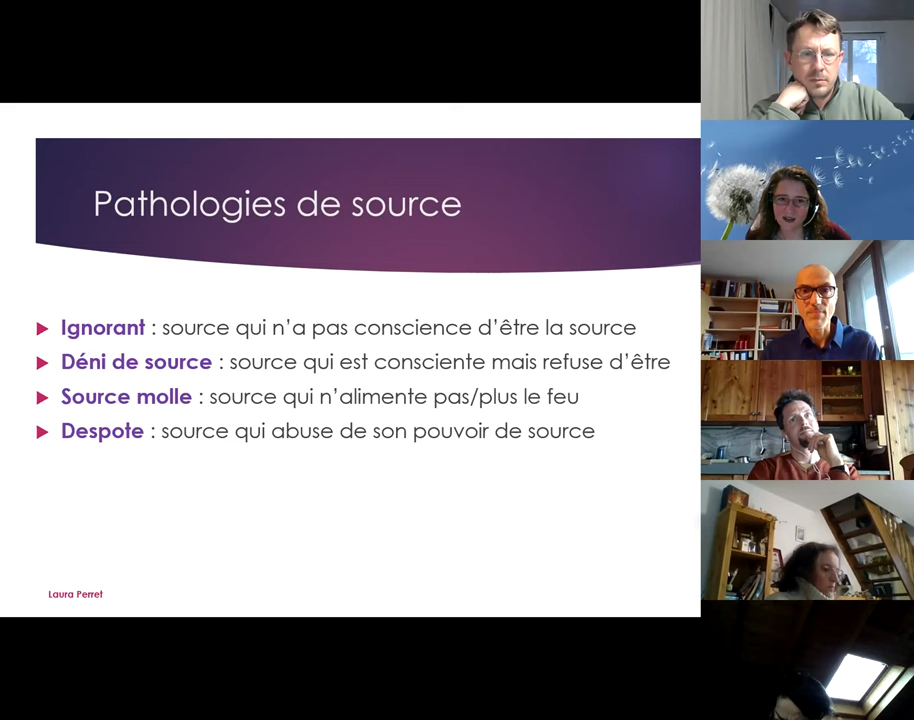 Pathologies de source
Ignorant : source qui n’a pas conscience d’être la source
Déni de source : source qui est consciente mais refuse d’être
Source molle : source qui n’alimente pas/plus le feu
Despote : source qui abuse de son pouvoir de source
Laura Perret